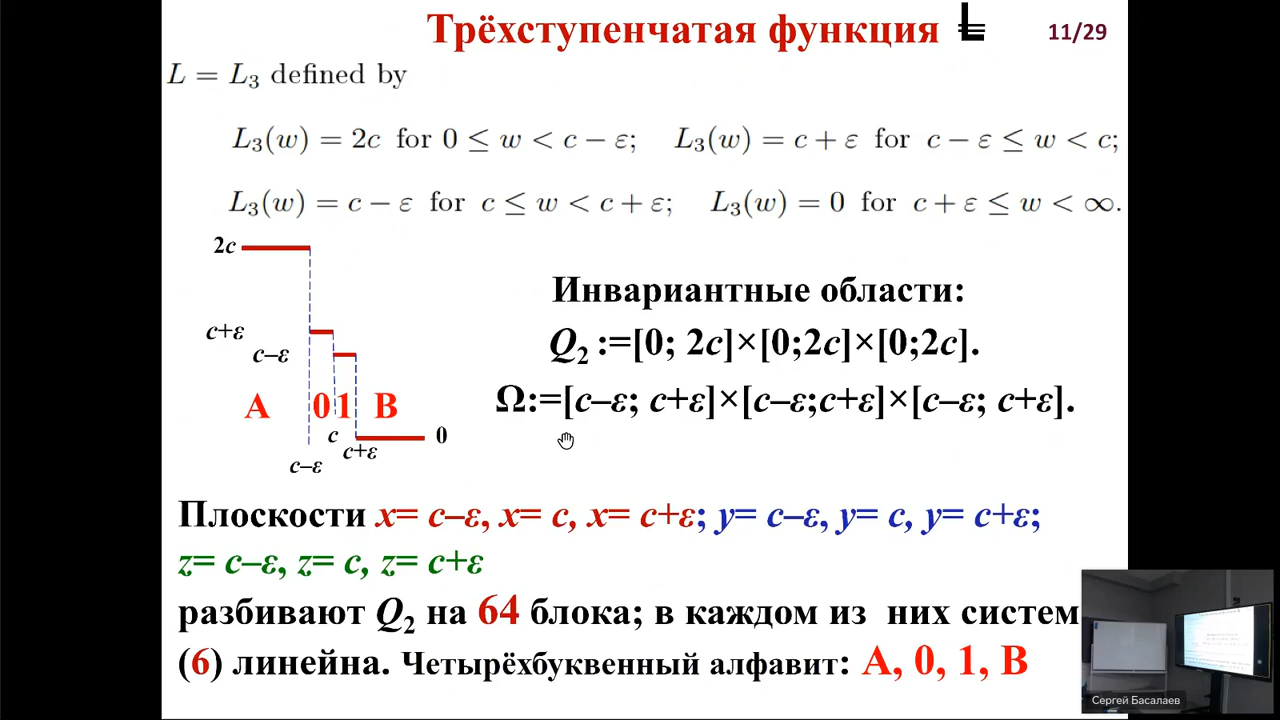 Трёхступенчатая функция L
11/29
L = L₃ defined by
L₃(w) = 2c for 0 ≤ w < c − ε; L₃(w) = c + ε for c − ε ≤ w < c;
L₃(w) = c − ε for c ≤ w < c + ε; L₃(w) = 0 for c + ε ≤ w < ∞.
2c
c+ε
c–ε
A 0 1 B
0
c
c+ε
c–ε
Инвариантные области:
Q₂ :=[0; 2c]×[0;2c]×[0;2c].
Ω:=[c–ε; c+ε]×[c–ε;c+ε]×[c–ε; c+ε].
Плоскости x= c–ε, x= c, x= c+ε; y= c–ε, y= c, y= c+ε;
z= c–ε, z= c, z= c+ε
разбивают Q₂ на 64 блока; в каждом из них систем
(6) линейна. Четырёхбуквенный алфавит: A, 0, 1, B
Сергей Басалаев